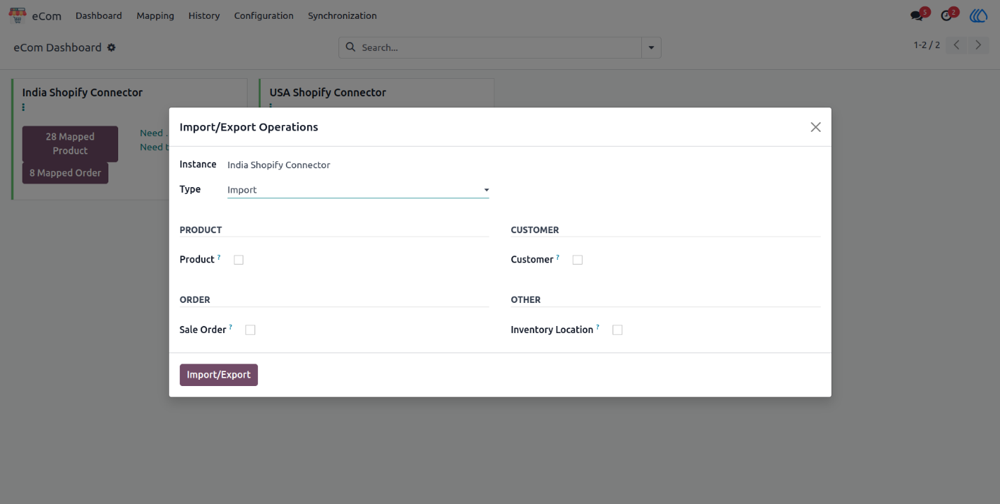 eCom Dashboard Mapping History Configuration Synchronization 5 2
eCom Dashboard Search... 1-2 / 2
India Shopify Connector USA Shopify Connector
Import/Export Operations
28 Mapped Product
Need
Need
8 Mapped Order
Instance India Shopify Connector
Type Import
PRODUCT CUSTOMER
Product ? Customer ?
ORDER OTHER
Sale Order ? Inventory Location ?
Import/Export